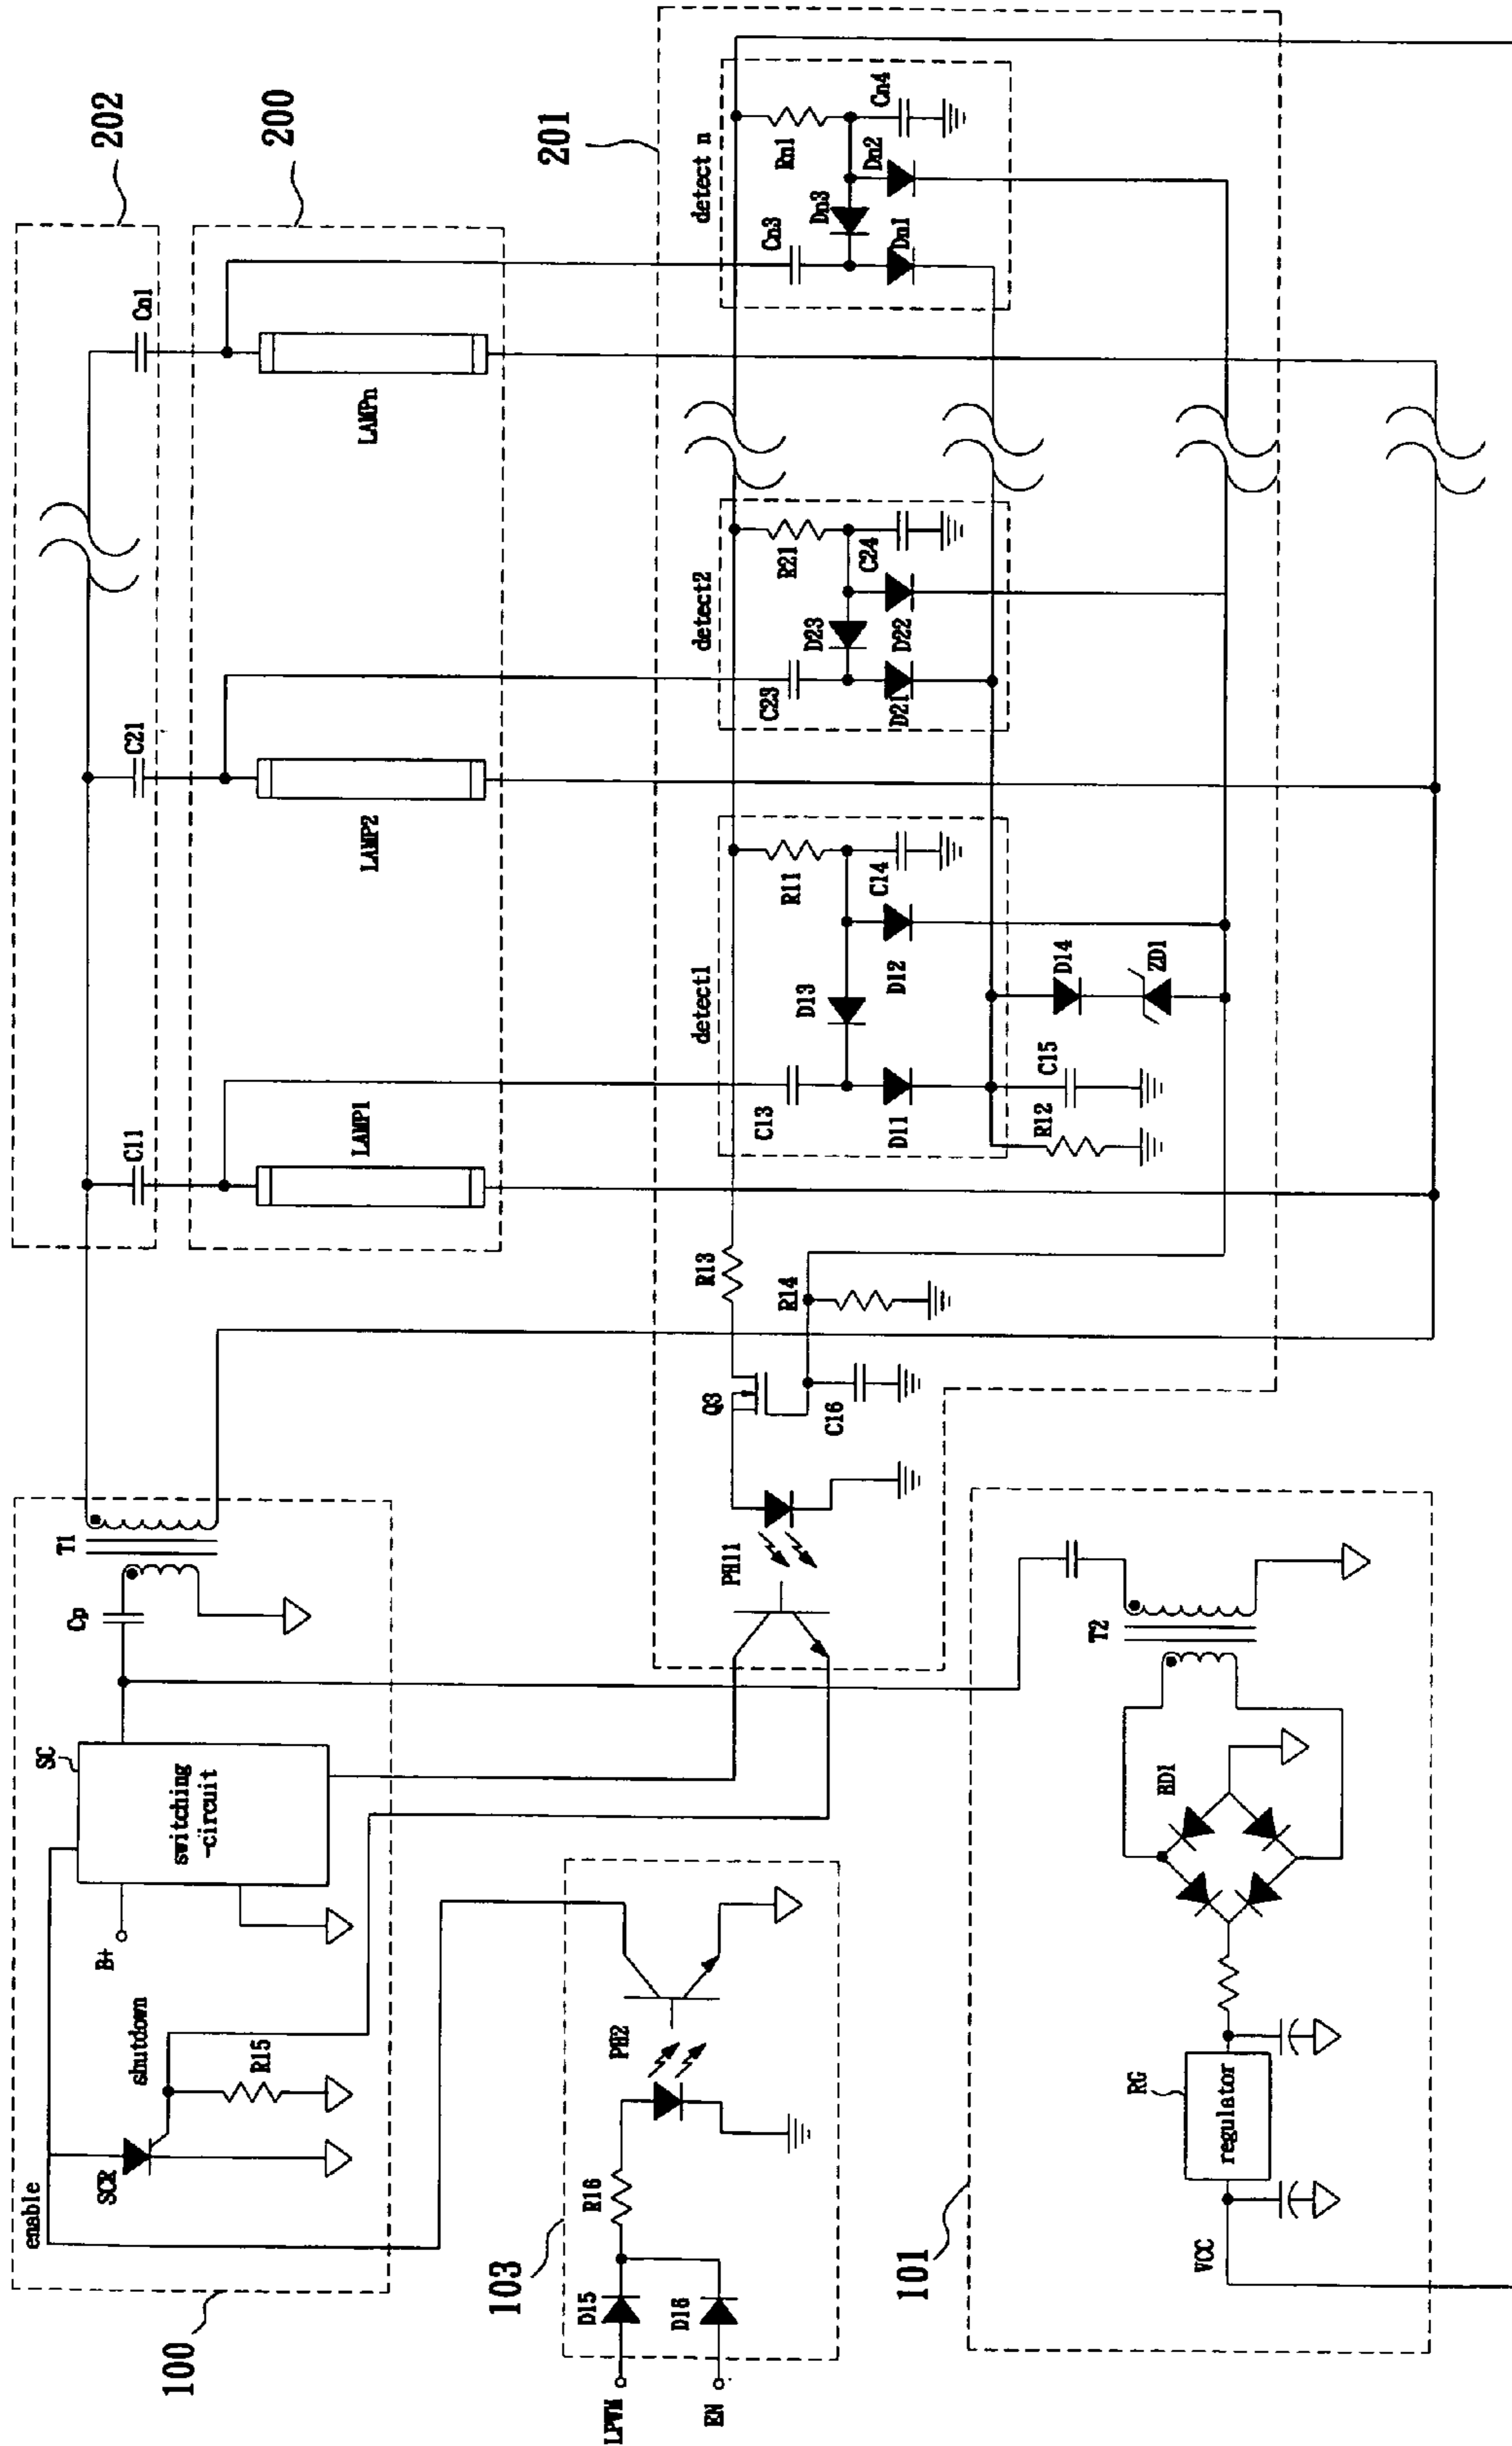 202
200
201
C11
C21
Cn1
LAMP1
LAMP2
LAMPn
detect1
detect2
detect n
R11
R21
Rn1
C13
C23
Cn3
C14
C24
Cn4
D13
D23
Dn3
D11
D12
D21
D22
Dn1
Dn2
R12
C15
D14
ZD1
R13
R14
Q3
C16
PH11
T1
Cp
SC
switching
-circuit
B+
enable
shutdown
SCR
R15
100
103
PH2
R16
D15
D16
LPWM
EN
101
T2
BD1
RG
regulator
VCC